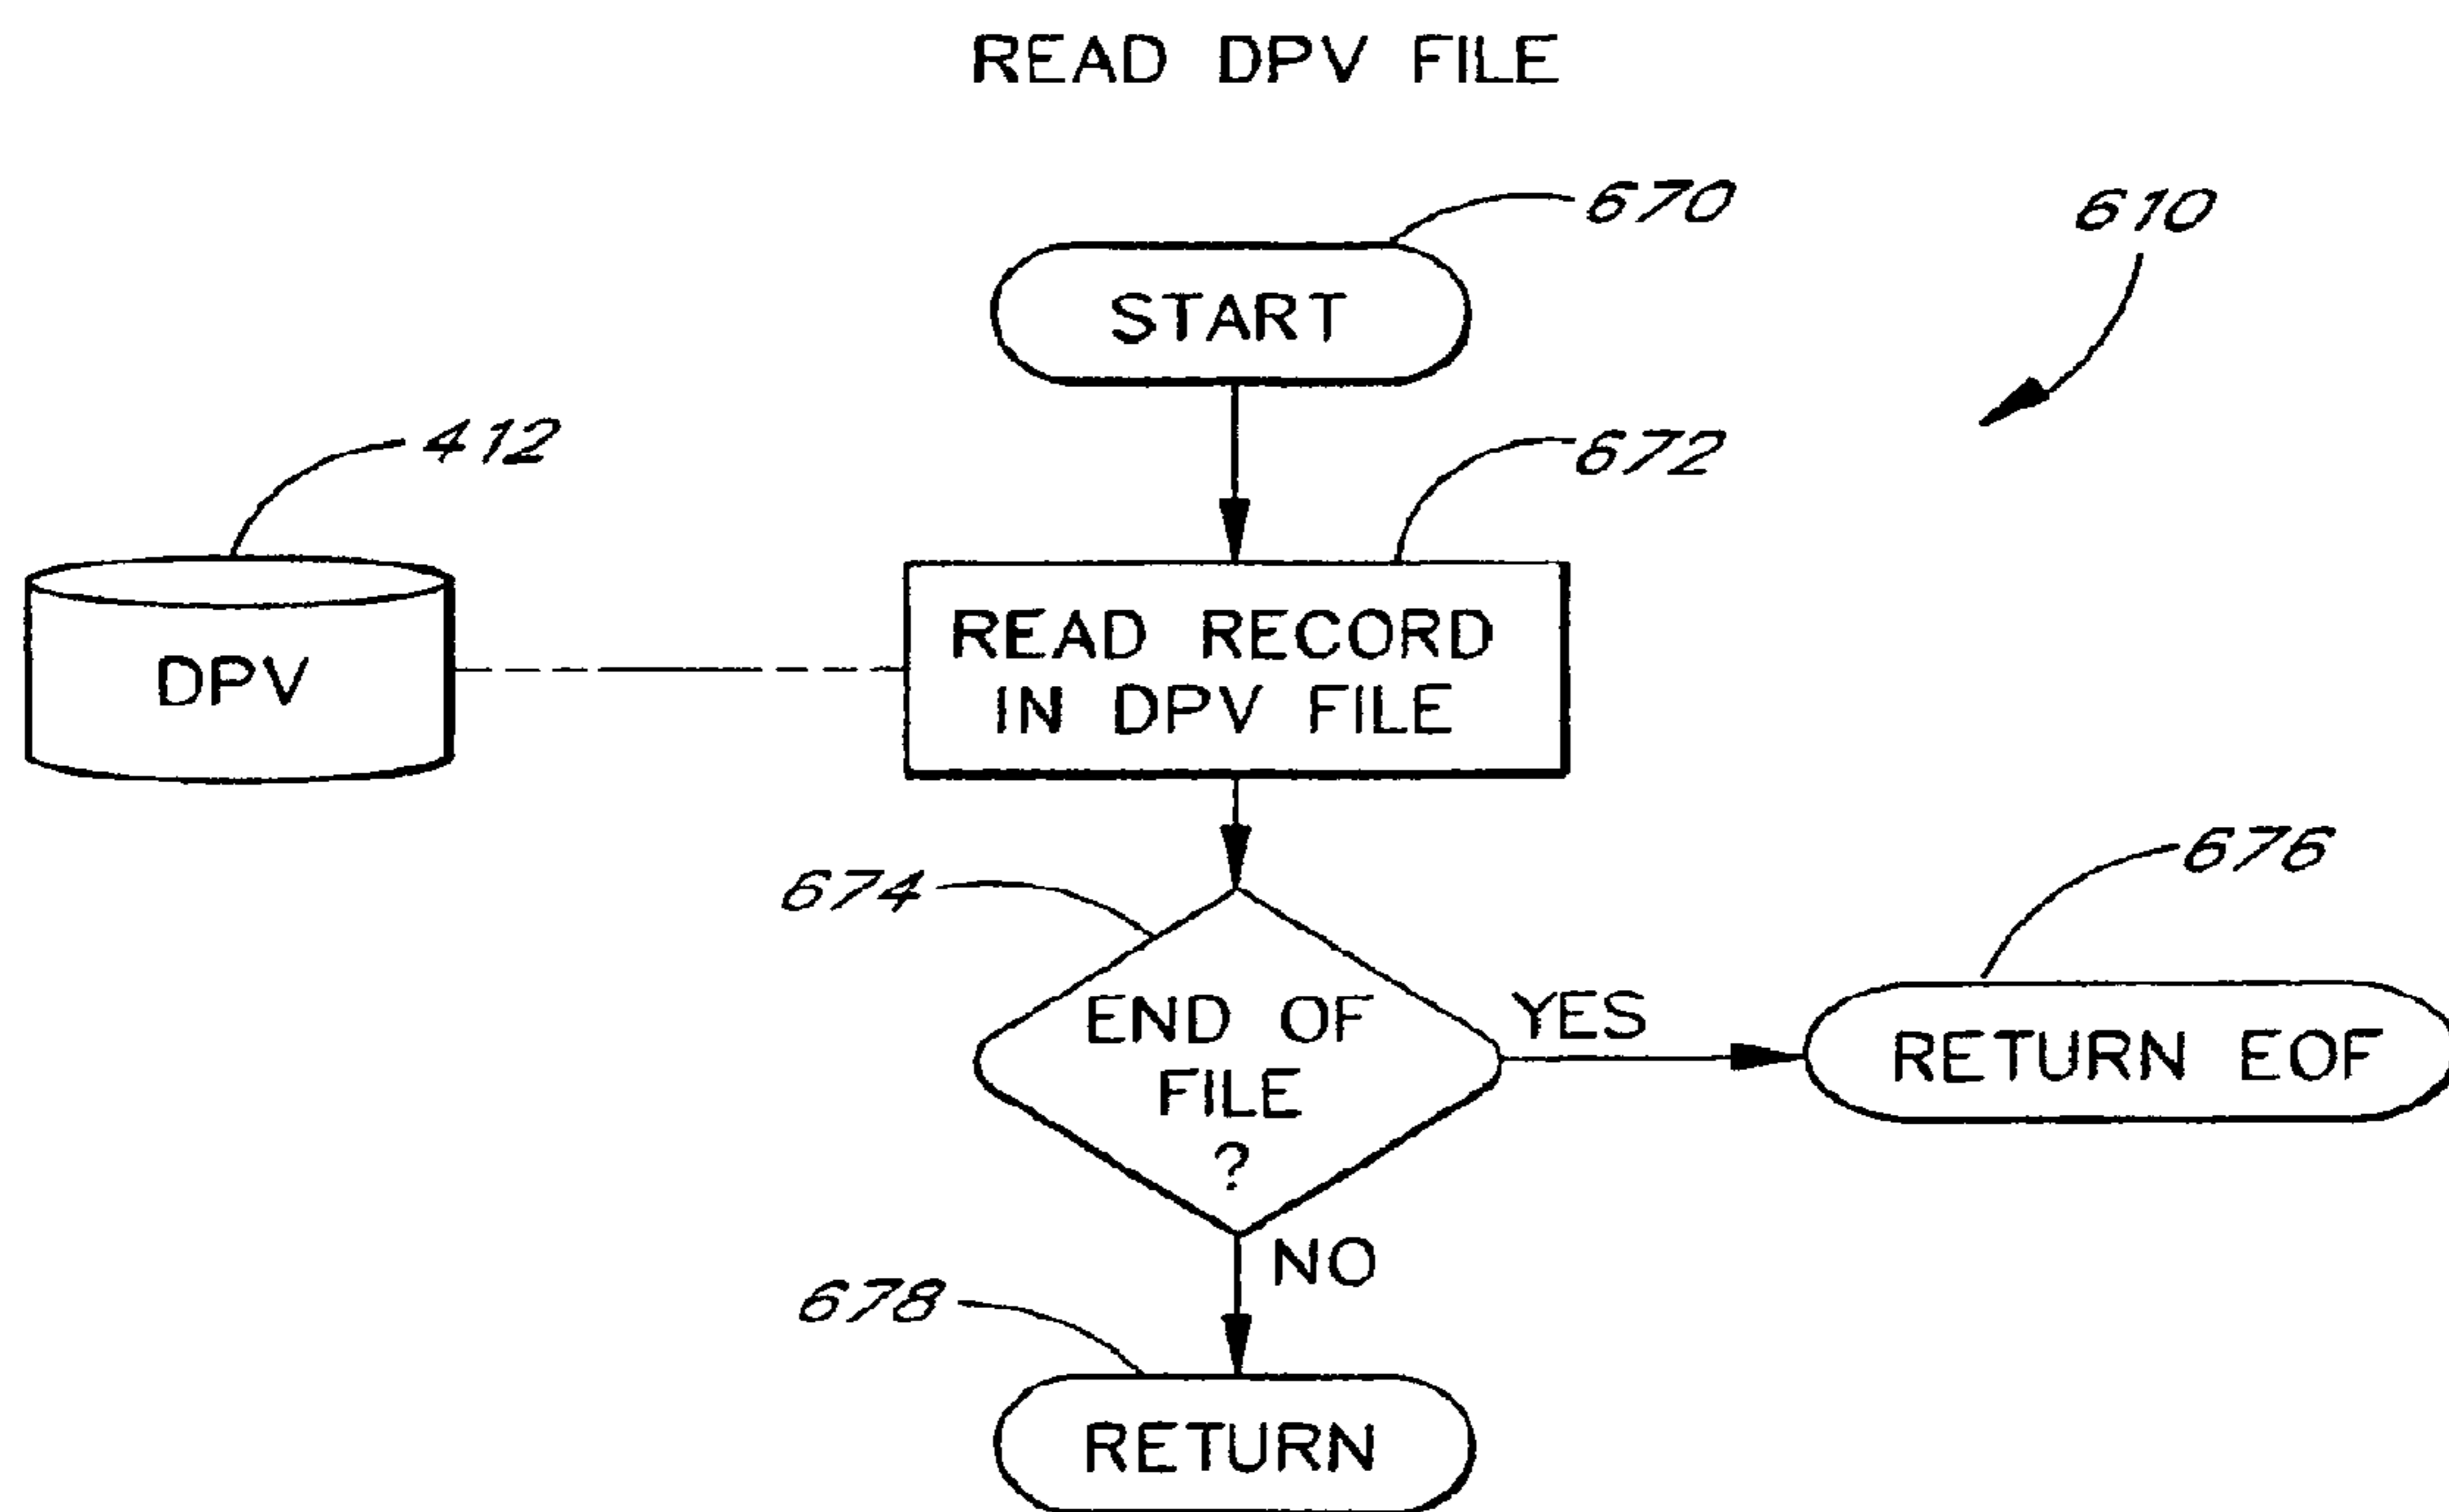 READ DPV FILE
670
610
START
412
672
DPV
READ RECORD
IN DPV FILE
674
676
END OF
FILE
?
YES
RETURN EOF
NO
678
RETURN